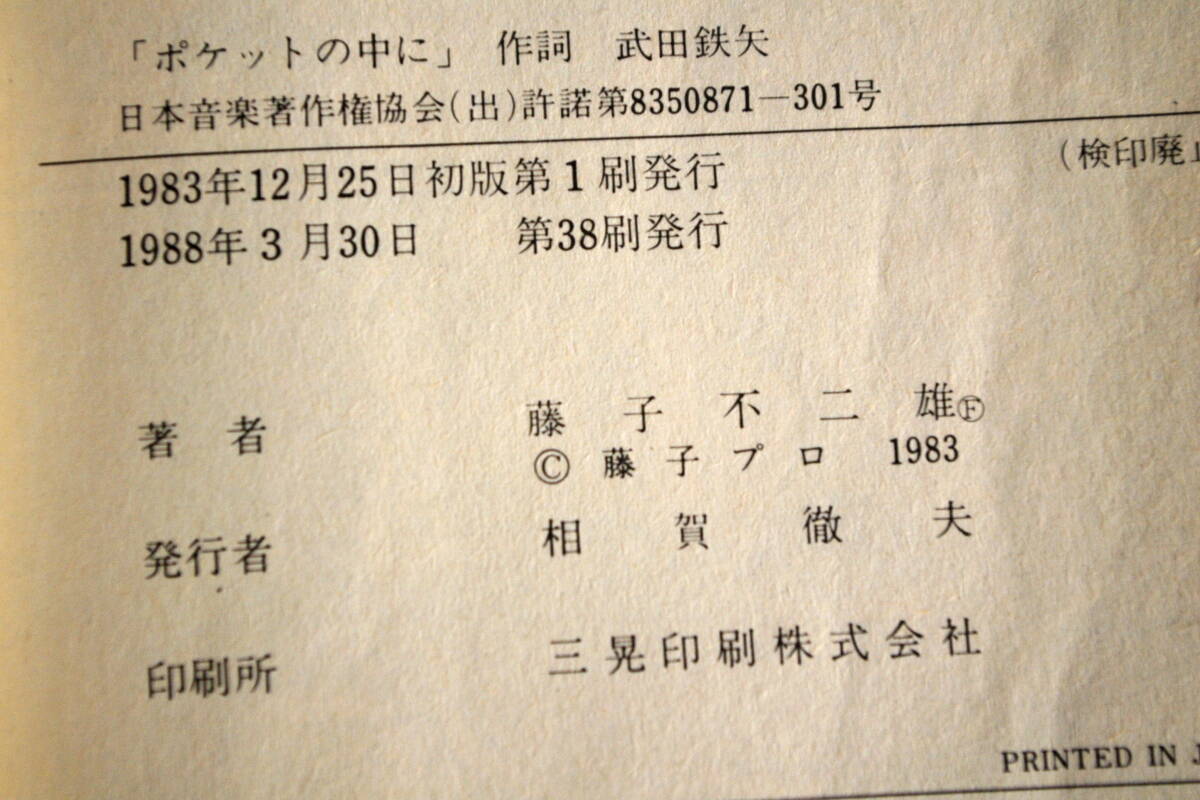 「ポケットの中に」 作詞 武田鉄矢
日本音楽著作権協会(出)許諾第8350871—301号
(検印廃
1983年12月25日初版第1刷発行
1988年3月30日 第38刷発行
著者 藤子不二雄Ⓕ
© 藤子プロ 1983
発行者 相賀徹夫
印刷所 三晃印刷株式会社
PRINTED IN J